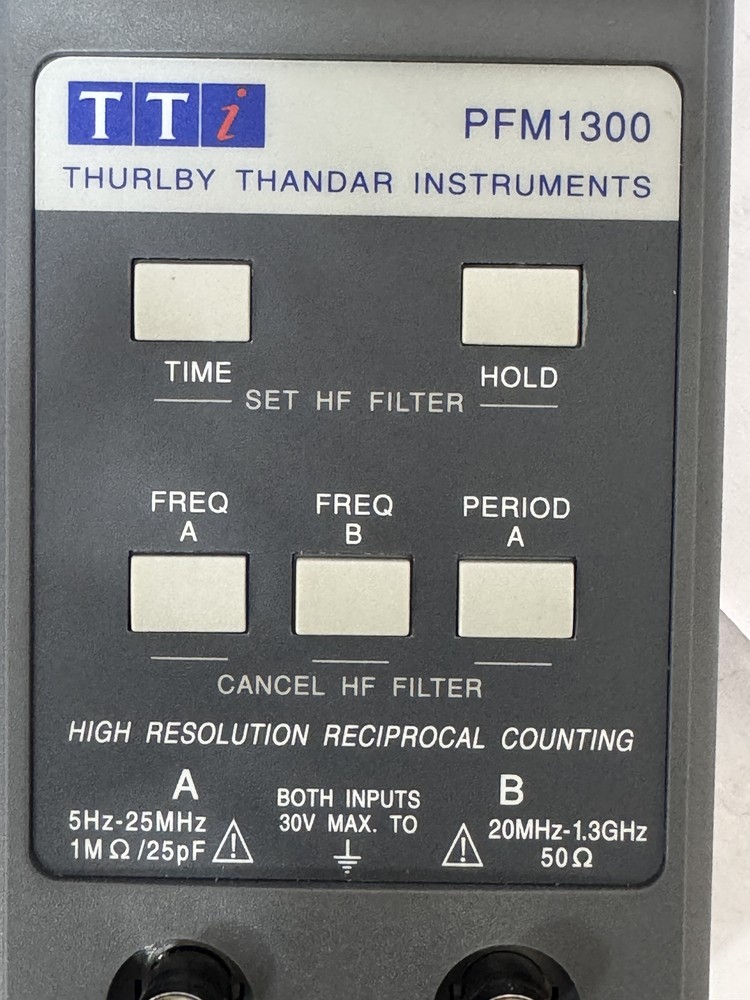 TTi
PFM1300
THURLBY THANDAR INSTRUMENTS
TIME
HOLD
SET HF FILTER
FREQ
A
FREQ
B
PERIOD
A
CANCEL HF FILTER
HIGH RESOLUTION RECIPROCAL COUNTING
A
5Hz-25MHz
1MΩ/25pF
BOTH INPUTS
30V MAX. TO
B
20MHz-1.3GHz
50Ω